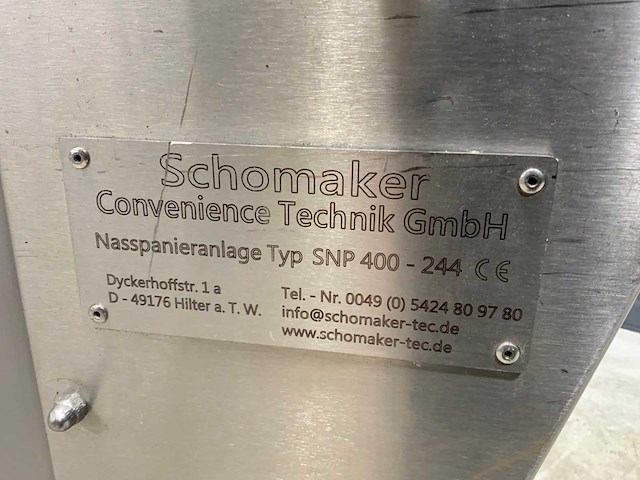 Schomaker
Convenience Technik GmbH
Nasspanieranlage Typ SNP 400 - 244 CE
Dyckerhoffstr. 1 a
D - 49176 Hilter a. T. W.
Tel. - Nr. 0049 (0) 5424 80 97 80
info@schomaker-tec.de
www.schomaker-tec.de